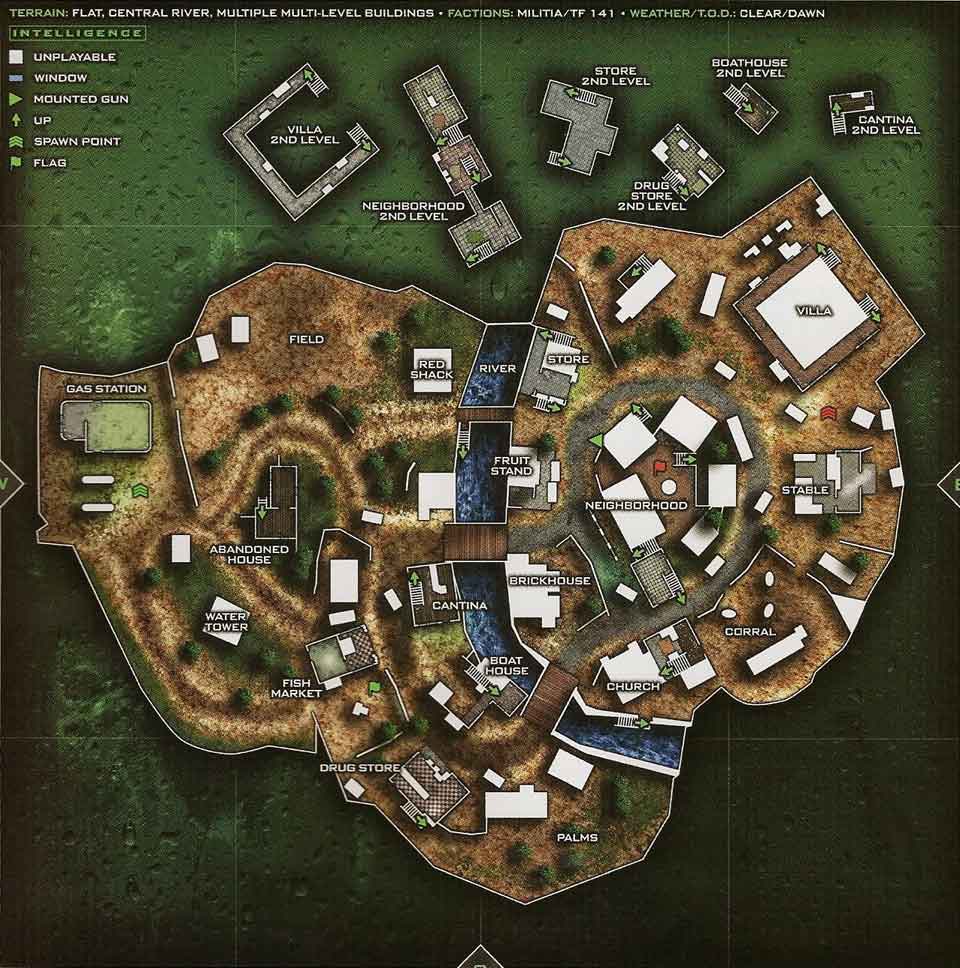 TERRAIN: FLAT, CENTRAL RIVER, MULTIPLE MULTI-LEVEL BUILDINGS • FACTIONS: MILITIA/TF 141 • WEATHER/T.O.D.: CLEAR/DAWN
INTELLIGENCE
UNPLAYABLE
WINDOW
MOUNTED GUN
UP
SPAWN POINT
FLAG
VILLA
2ND LEVEL
NEIGHBORHOOD
2ND LEVEL
STORE
2ND LEVEL
DRUG
STORE
2ND LEVEL
BOATHOUSE
2ND LEVEL
CANTINA
2ND LEVEL
VILLA
FIELD
RED
SHACK
RIVER
STORE
GAS STATION
FRUIT
STAND
NEIGHBORHOOD
STABLE
ABANDONED
HOUSE
BRICKHOUSE
CANTINA
WATER
TOWER
CORRAL
BOAT
HOUSE
FISH
MARKET
CHURCH
DRUG STORE
PALMS